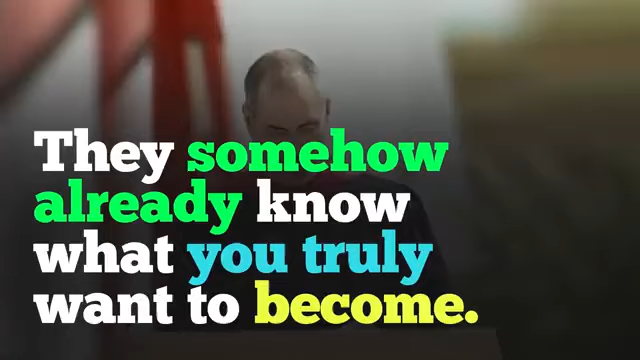 They somehow
already know
what you truly
want to become.